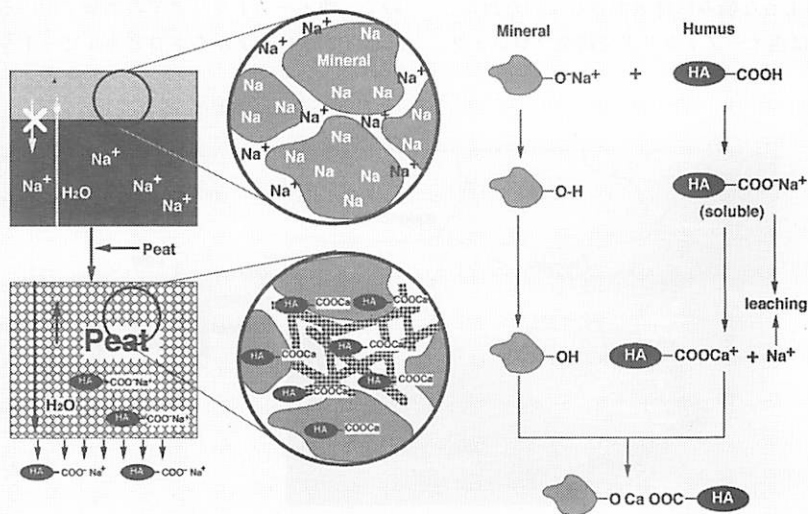 Na+
Na
Na+
Mineral
Na+
Na
Na+
Na
Na
Na
Na
Na+
Na+
Na
Na
Na+
Na
Na
Na
Na+
Na+
Na
Na
Na+
Na+
Na+
H₂O
Na+
Na+
Peat
Peat
HA COO⁻Na+
H₂O
HA COO⁻Na+
HA COO⁻ Na+
HA COO⁻ Na+
HA COOCa
HA COOCa
HA COOCa
HA COOCa
HA COOCa
HA COOCa
HA COOCa
Mineral Humus
O⁻Na+ + HA COOH
O-H HA COO⁻Na+
(soluble)
leaching
OH HA COOCa+ + Na+
O Ca OOC HA